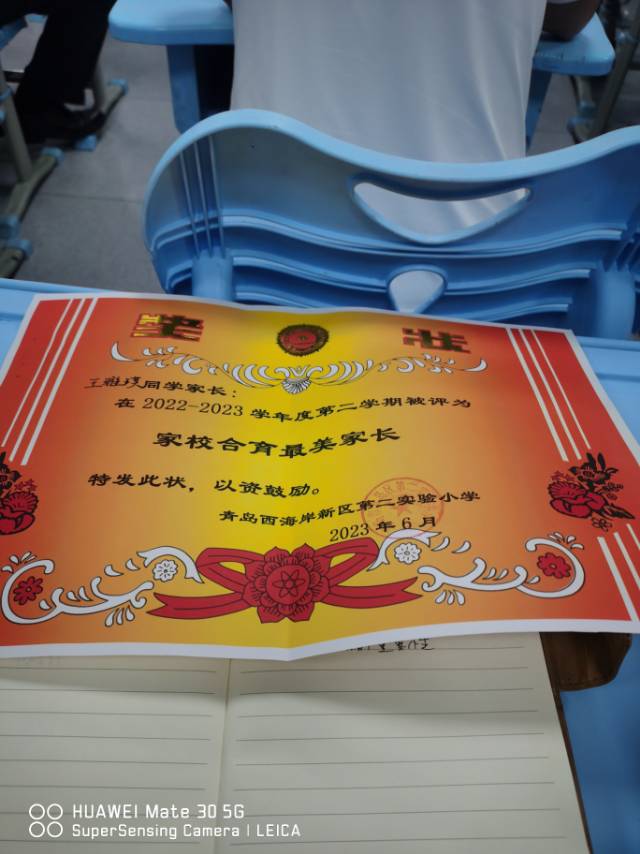 奖 状
同学家长:
在 2022-2023 学年度第二学期被评为
家校合育最美家长
特发此状，以资鼓励。
青岛西海岸新区第二实验小学
2023 年 6 月
HUAWEI Mate 30 5G
SuperSensing Camera | LEICA